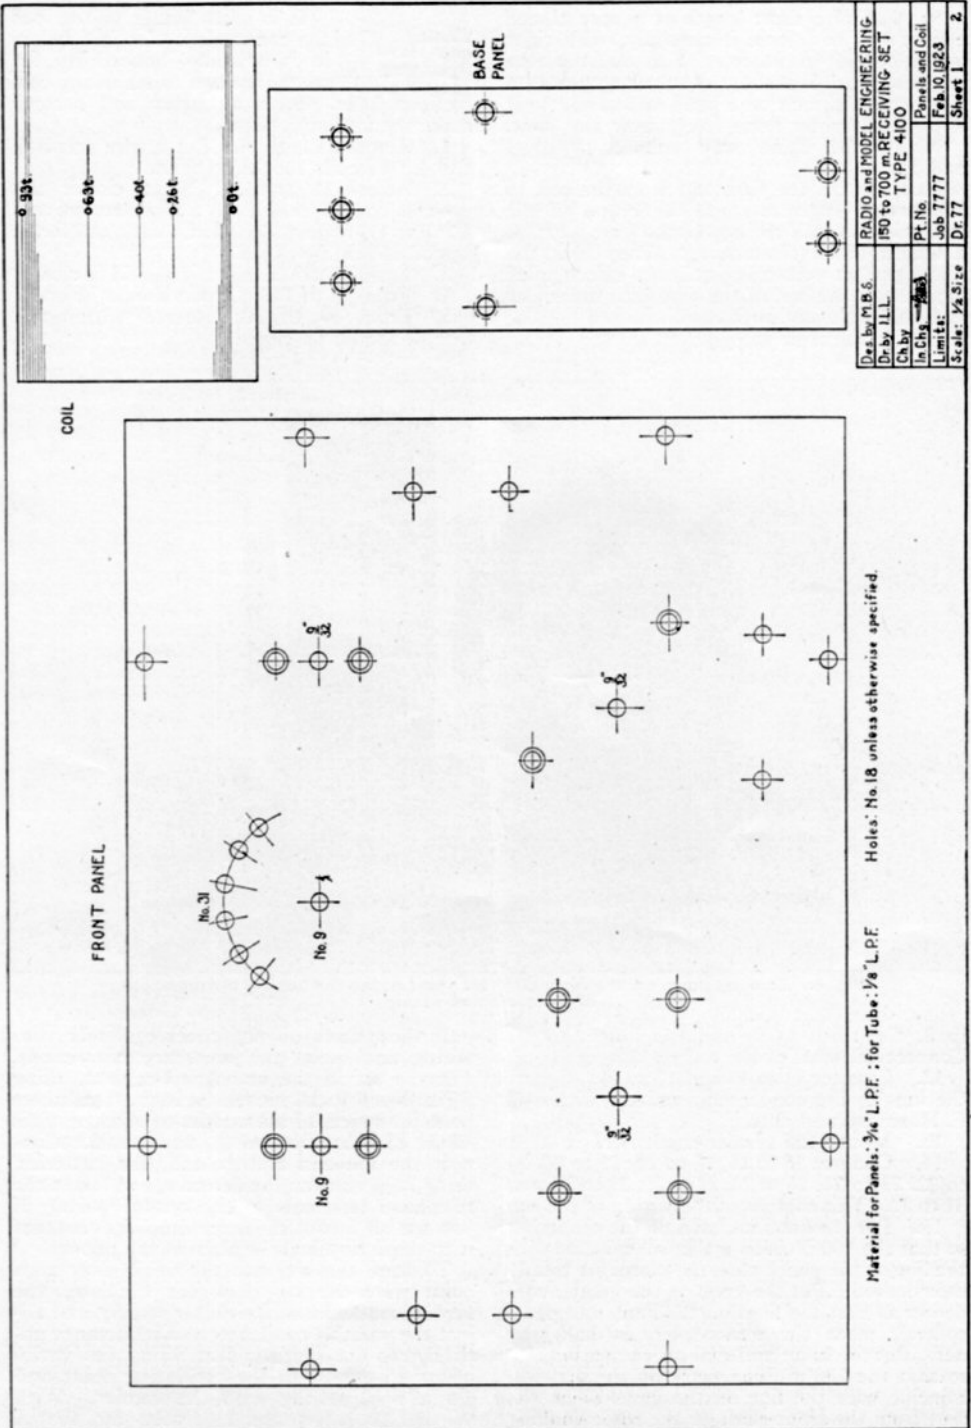 93t.
63t.
40t.
26t.
0t.
COIL
BASE
PANEL
FRONT PANEL
No.31
No.9
9/32"
No.9
9/32"
9/32"
Material for Panels: 3/16" L.P.F. ; for Tube: 1/8" L.P.F.
Holes: No.18 unless otherwise specified.
Des by M.B.S.
Dr by I.L.L.
Ch by
In Chg
Limits:
Scale: 1/2 Size
RADIO and MODEL ENGINEERING
150 to 700 m. RECEIVING SET
TYPE 4100
Pt. No. Panels and Coil
Job 7777 Feb.10,1923
Dr. 77 Sheet 1 2